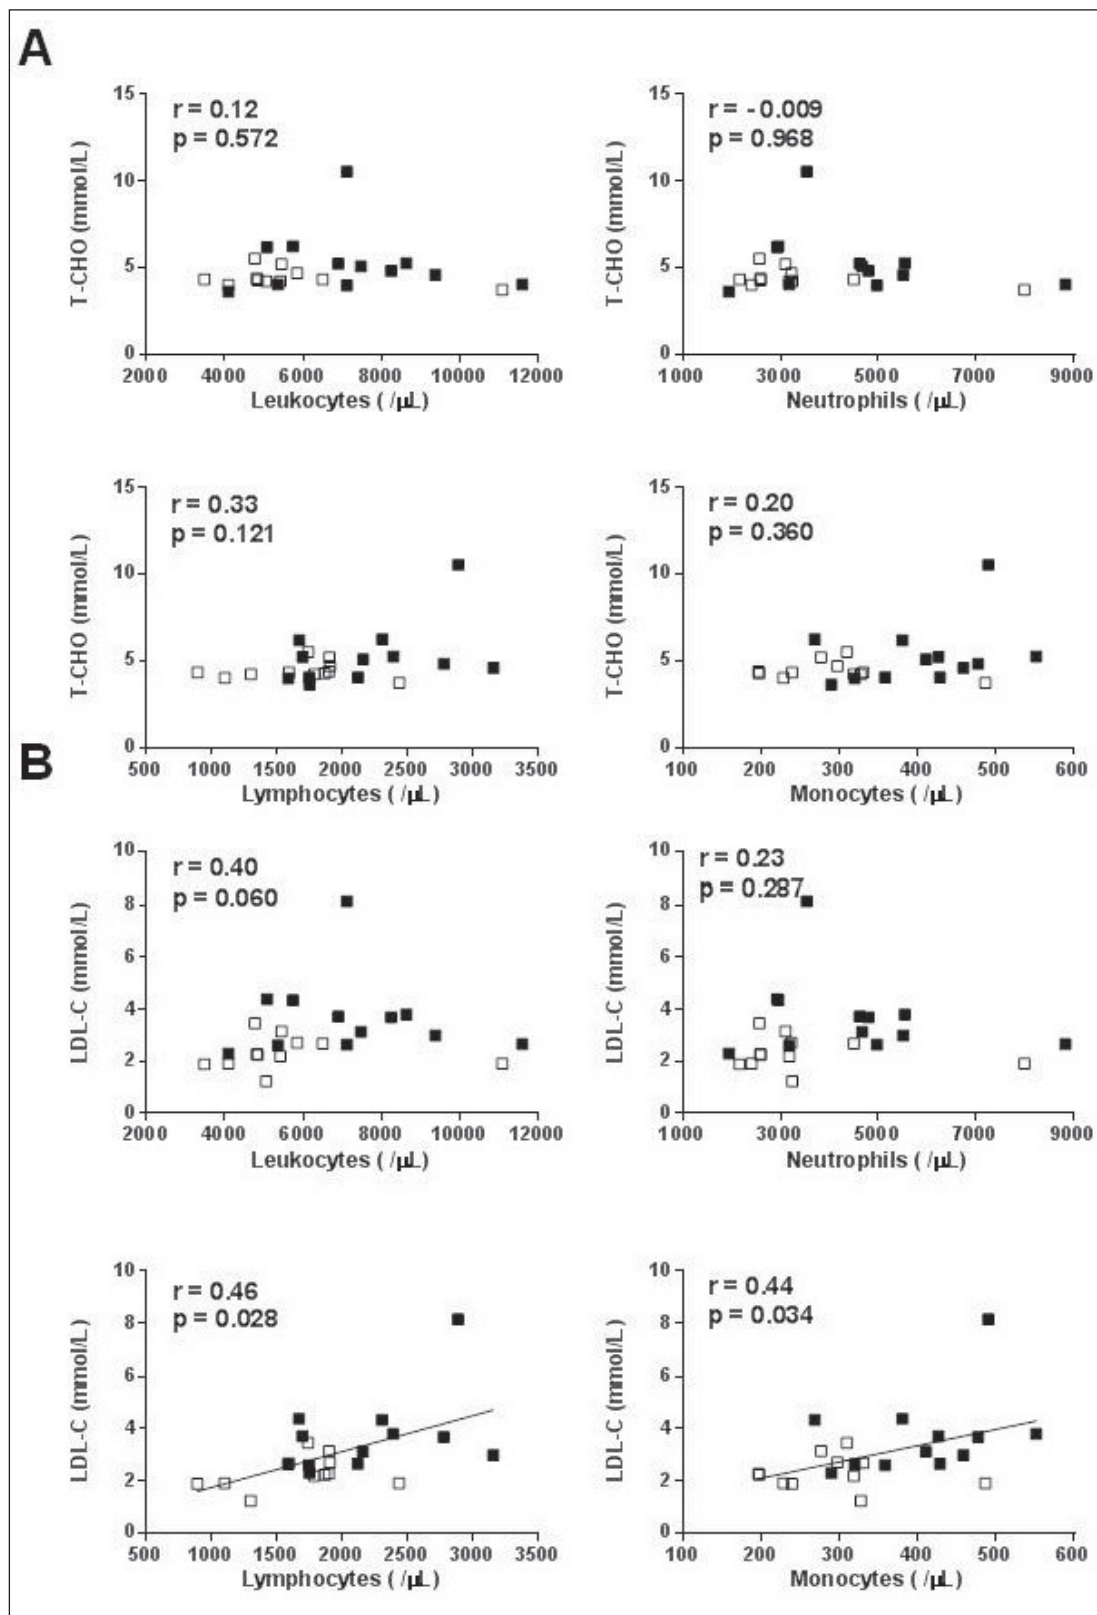 A
r = 0.12
p = 0.572
T-CHO (mmol/L)
15
10
5
0
2000 4000 6000 8000 10000 12000
Leukocytes ( /μL)
r = - 0.009
p = 0.968
T-CHO (mmol/L)
15
10
5
0
1000 3000 5000 7000 9000
Neutrophils ( /μL)
r = 0.33
p = 0.121
T-CHO (mmol/L)
15
10
5
0
500 1000 1500 2000 2500 3000 3500
Lymphocytes ( /μL)
r = 0.20
p = 0.360
T-CHO (mmol/L)
15
10
5
0
100 200 300 400 500 600
Monocytes ( /μL)
B
r = 0.40
p = 0.060
LDL-C (mmol/L)
10
8
6
4
2
0
2000 4000 6000 8000 10000 12000
Leukocytes ( /μL)
r = 0.23
p = 0.287
LDL-C (mmol/L)
10
8
6
4
2
0
1000 3000 5000 7000 9000
Neutrophils ( /μL)
r = 0.46
p = 0.028
LDL-C (mmol/L)
10
8
6
4
2
0
500 1000 1500 2000 2500 3000 3500
Lymphocytes ( /μL)
r = 0.44
p = 0.034
LDL-C (mmol/L)
10
8
6
4
2
0
100 200 300 400 500 600
Monocytes ( /μL)